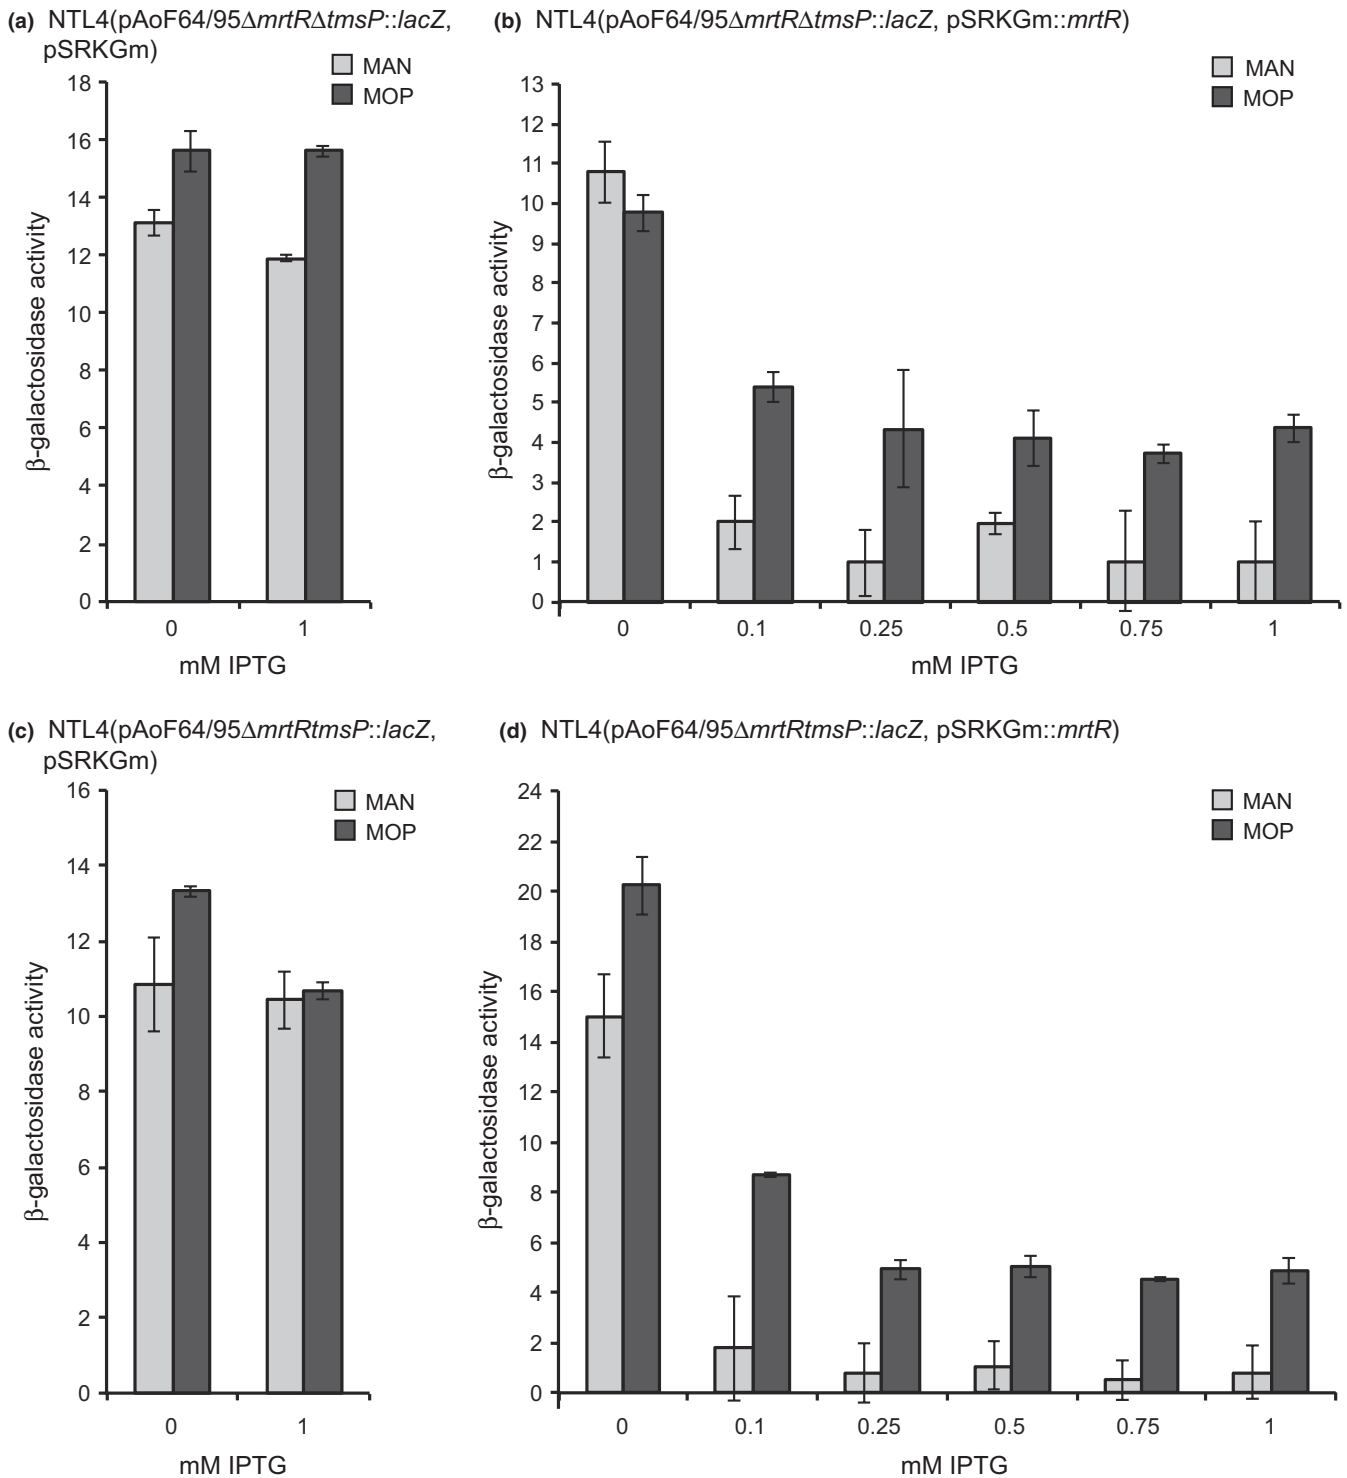 (a) NTL4(pAoF64/95ΔmrtRΔtmsP::lacZ,
pSRKGm)
MAN
MOP
18
16
14
12
10
8
6
4
2
0
β-galactosidase activity
0 1
mM IPTG
(b) NTL4(pAoF64/95ΔmrtRΔtmsP::lacZ, pSRKGm::mrtR)
MAN
MOP
13
12
11
10
9
8
7
6
5
4
3
2
1
0
β-galactosidase activity
0 0.1 0.25 0.5 0.75 1
mM IPTG
(c) NTL4(pAoF64/95ΔmrtRtmsP::lacZ,
pSRKGm)
MAN
MOP
16
14
12
10
8
6
4
2
0
β-galactosidase activity
0 1
mM IPTG
(d) NTL4(pAoF64/95ΔmrtRtmsP::lacZ, pSRKGm::mrtR)
MAN
MOP
24
22
20
18
16
14
12
10
8
6
4
2
0
β-galactosidase activity
0 0.1 0.25 0.5 0.75 1
mM IPTG